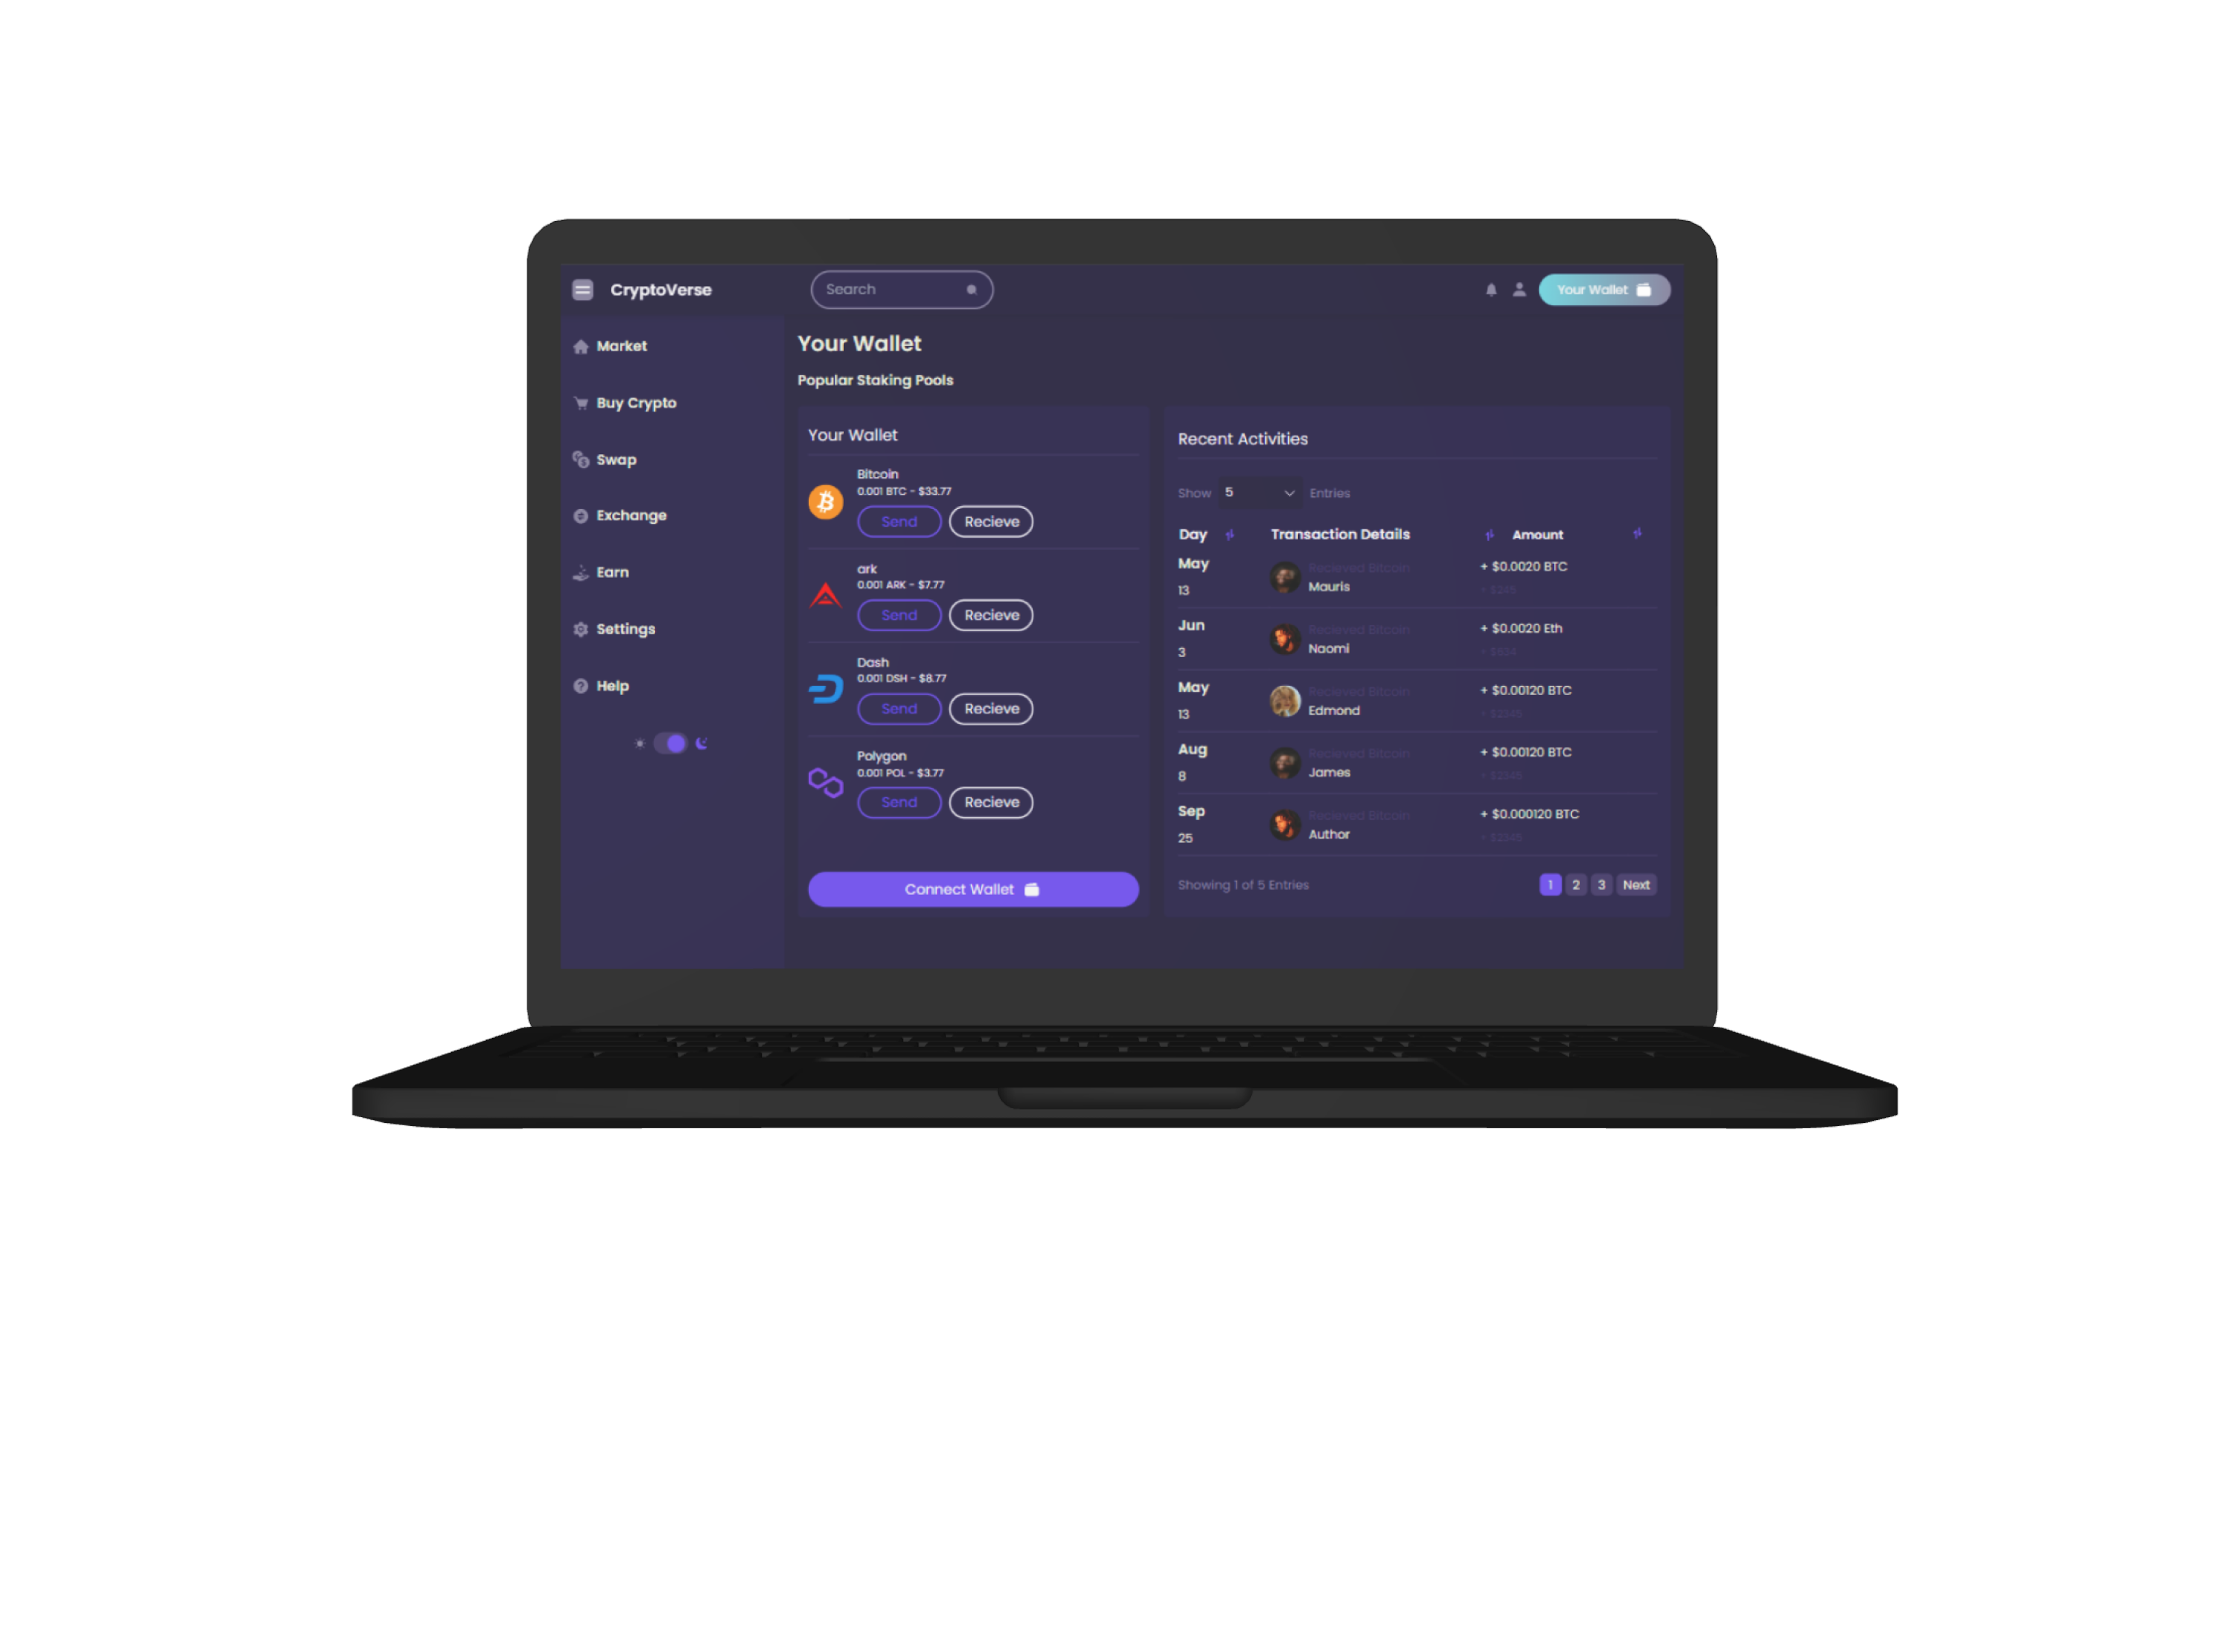 CryptoVerse
Search
Your Wallet
Market
Buy Crypto
Swap
Exchange
Earn
Settings
Help
Your Wallet
Popular Staking Pools
Your Wallet
Bitcoin
0.001 BTC - $33.77
Send Recieve
ark
0.001 ARK - $7.77
Send Recieve
Dash
0.001 DSH - $8.77
Send Recieve
Polygon
0.001 POL - $3.77
Send Recieve
Connect Wallet
Recent Activities
Show 5 Entries
Day Transaction Details Amount
May Recieved Bitcoin + $0.0020 BTC
13 Mauris
Jun Recieved Bitcoin + $0.0020 Eth
3 Naomi
May Recieved Bitcoin + $0.00120 BTC
13 Edmond
Aug Recieved Bitcoin + $0.00120 BTC
8 James
Sep Recieved Bitcoin + $0.000120 BTC
25 Author
Showing 1 of 5 Entries
1 2 3 Next